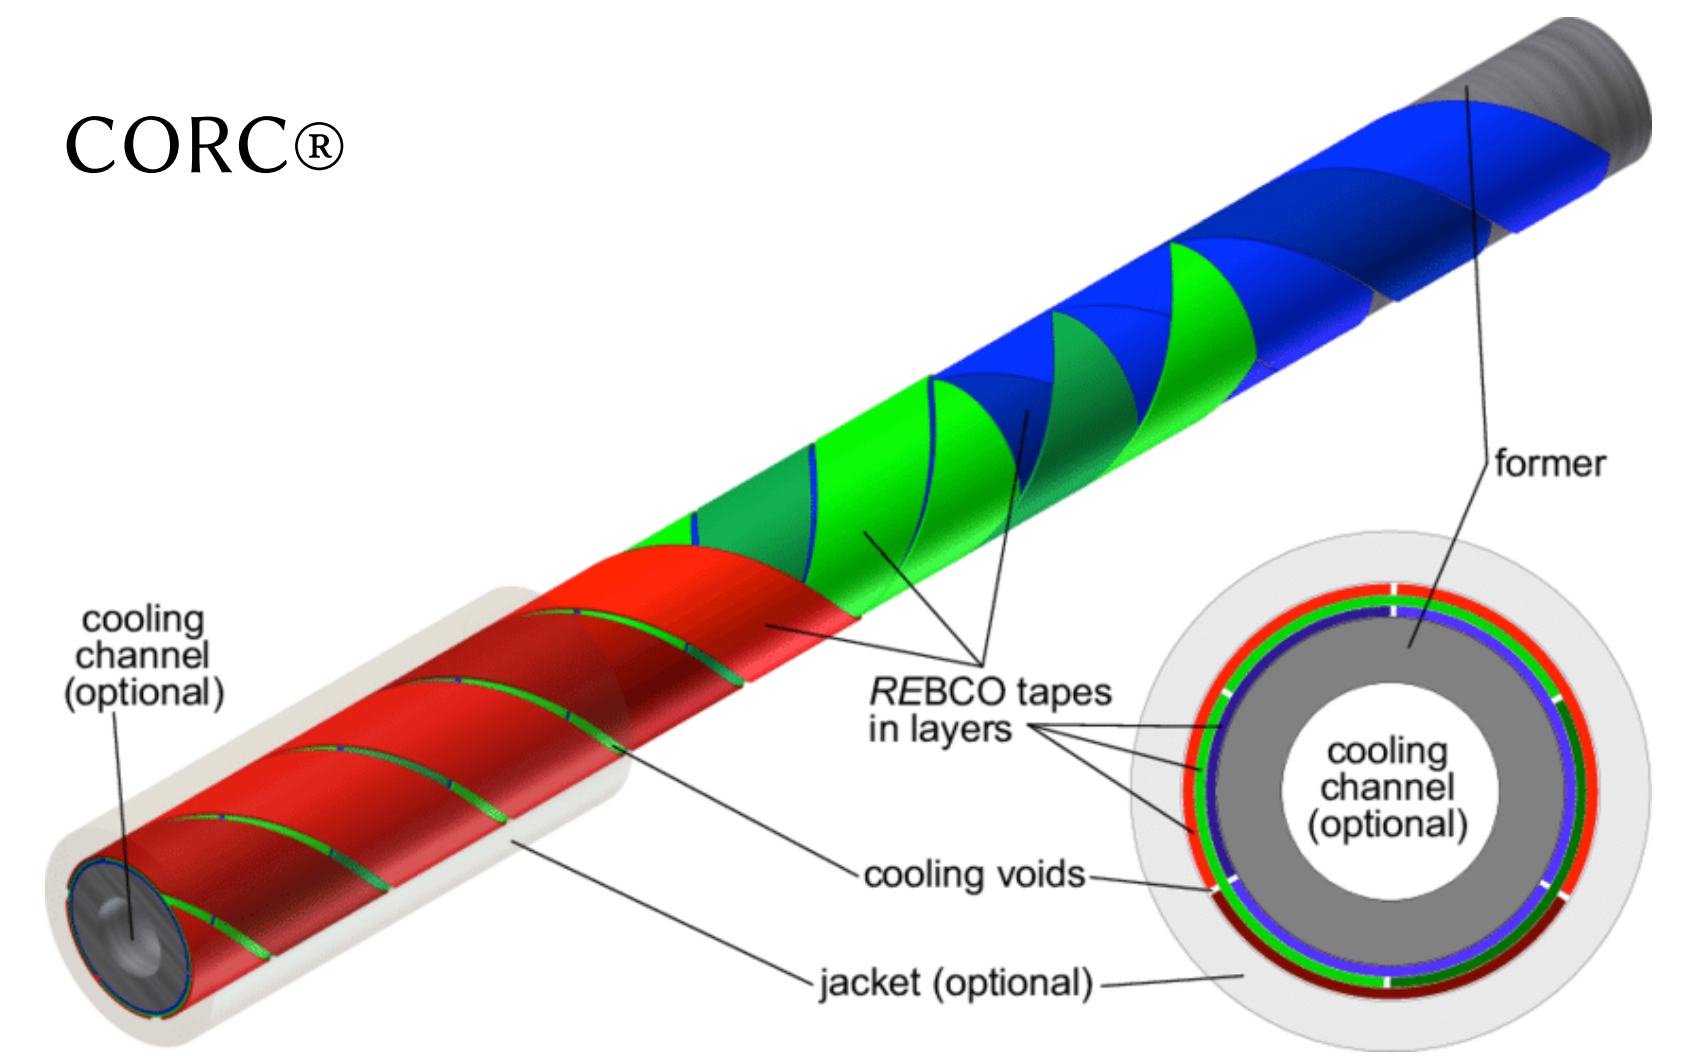 CORC®
former
cooling
channel
(optional)
REBCO tapes
in layers
cooling
channel
(optional)
cooling voids
jacket (optional)